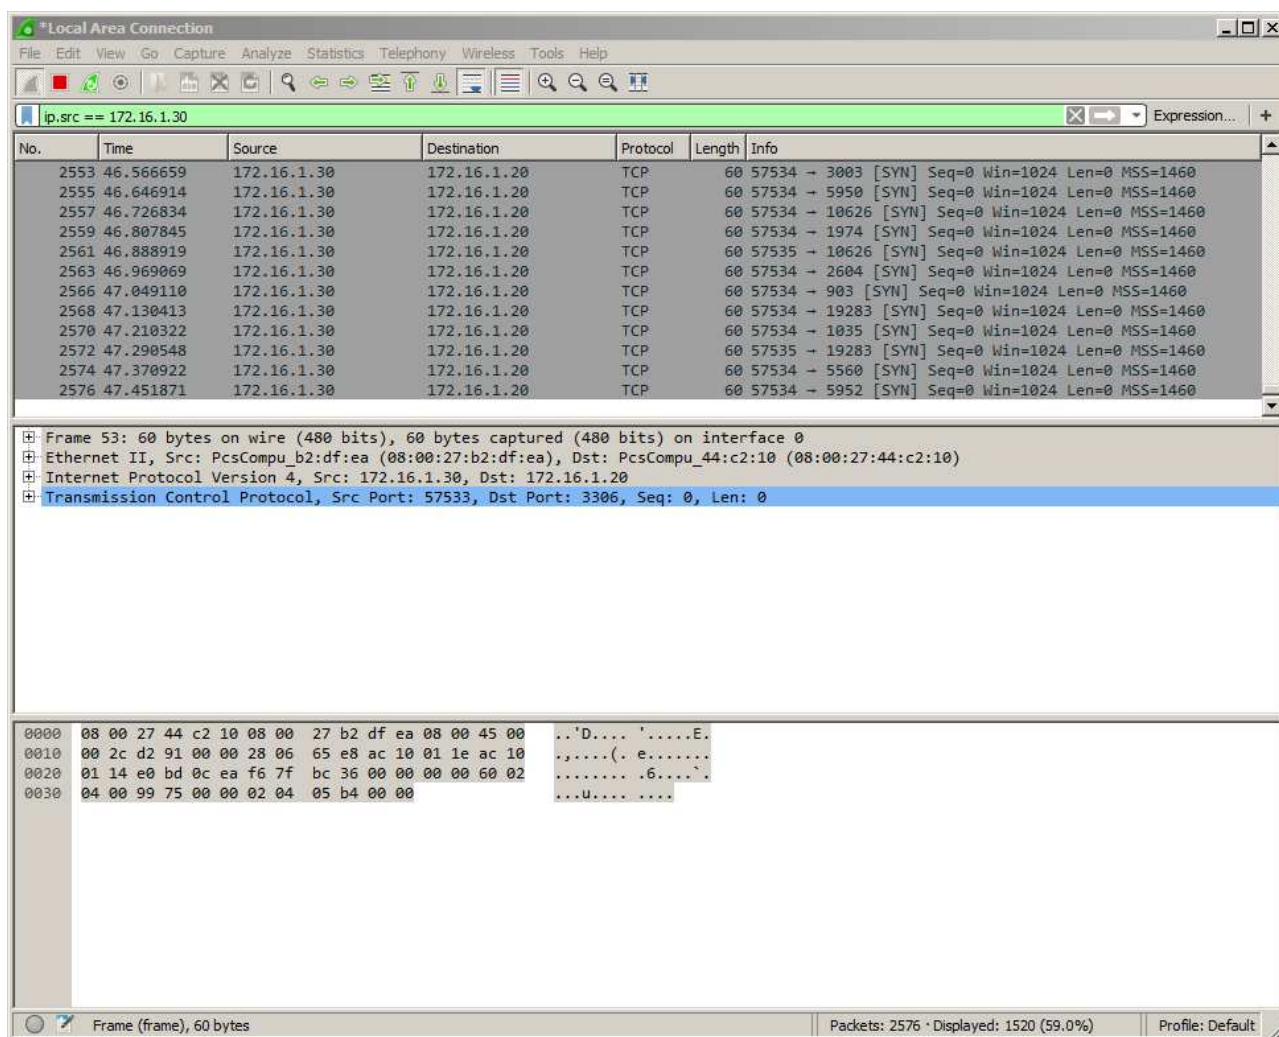 *Local Area Connection
File Edit View Go Capture Analyze Statistics Telephony Wireless Tools Help
ip.src == 172.16.1.30 Expression... +
No. Time Source Destination Protocol Length Info
2553 46.566659 172.16.1.30 172.16.1.20 TCP 60 57534 → 3003 [SYN] Seq=0 Win=1024 Len=0 MSS=1460
2555 46.646914 172.16.1.30 172.16.1.20 TCP 60 57534 → 5950 [SYN] Seq=0 Win=1024 Len=0 MSS=1460
2557 46.726834 172.16.1.30 172.16.1.20 TCP 60 57534 → 10626 [SYN] Seq=0 Win=1024 Len=0 MSS=1460
2559 46.807845 172.16.1.30 172.16.1.20 TCP 60 57534 → 1974 [SYN] Seq=0 Win=1024 Len=0 MSS=1460
2561 46.888919 172.16.1.30 172.16.1.20 TCP 60 57535 → 10626 [SYN] Seq=0 Win=1024 Len=0 MSS=1460
2563 46.969069 172.16.1.30 172.16.1.20 TCP 60 57534 → 2604 [SYN] Seq=0 Win=1024 Len=0 MSS=1460
2566 47.049110 172.16.1.30 172.16.1.20 TCP 60 57534 → 903 [SYN] Seq=0 Win=1024 Len=0 MSS=1460
2568 47.130413 172.16.1.30 172.16.1.20 TCP 60 57534 → 19283 [SYN] Seq=0 Win=1024 Len=0 MSS=1460
2570 47.210322 172.16.1.30 172.16.1.20 TCP 60 57534 → 1035 [SYN] Seq=0 Win=1024 Len=0 MSS=1460
2572 47.290548 172.16.1.30 172.16.1.20 TCP 60 57535 → 19283 [SYN] Seq=0 Win=1024 Len=0 MSS=1460
2574 47.370922 172.16.1.30 172.16.1.20 TCP 60 57534 → 5560 [SYN] Seq=0 Win=1024 Len=0 MSS=1460
2576 47.451871 172.16.1.30 172.16.1.20 TCP 60 57534 → 5952 [SYN] Seq=0 Win=1024 Len=0 MSS=1460
Frame 53: 60 bytes on wire (480 bits), 60 bytes captured (480 bits) on interface 0
Ethernet II, Src: PcsCompu_b2:df:ea (08:00:27:b2:df:ea), Dst: PcsCompu_44:c2:10 (08:00:27:44:c2:10)
Internet Protocol Version 4, Src: 172.16.1.30, Dst: 172.16.1.20
Transmission Control Protocol, Src Port: 57533, Dst Port: 3306, Seq: 0, Len: 0
0000 08 00 27 44 c2 10 08 00 27 b2 df ea 08 00 45 00 ..'D.... '.....E.
0010 00 2c d2 91 00 00 28 06 65 e8 ac 10 01 1e ac 10 .,....(. e.......
0020 01 14 e0 bd 0c ea f6 7f bc 36 00 00 00 00 60 02 ........ .6....`.
0030 04 00 99 75 00 00 02 04 05 b4 00 00 ...u.... ....
Frame (frame), 60 bytes Packets: 2576 · Displayed: 1520 (59.0%) Profile: Default